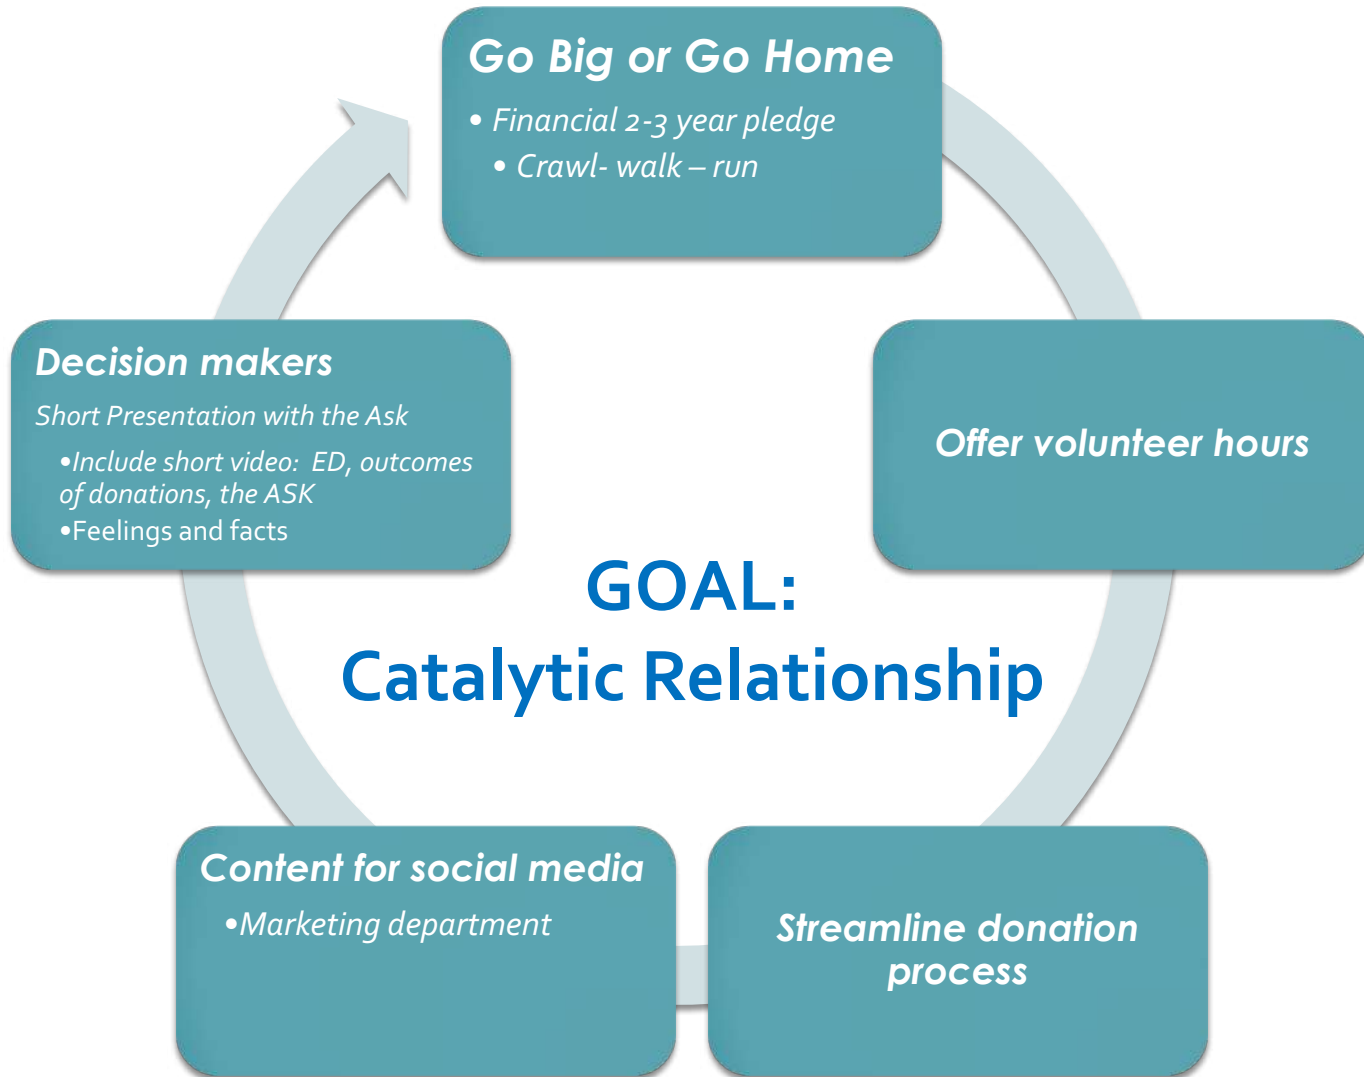 Go Big or Go Home
• Financial 2-3 year pledge
• Crawl- walk – run
Offer volunteer hours
Streamline donation
process
Content for social media
•Marketing department
Decision makers
Short Presentation with the Ask
•Include short video:  ED, outcomes
of donations, the ASK
•Feelings and facts
GOAL:
Catalytic Relationship